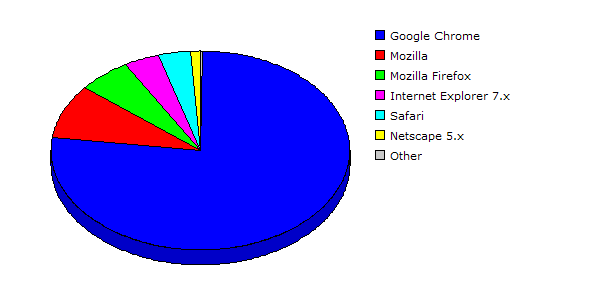 Google Chrome
Mozilla
Mozilla Firefox
Internet Explorer 7.x
Safari
Netscape 5.x
Other